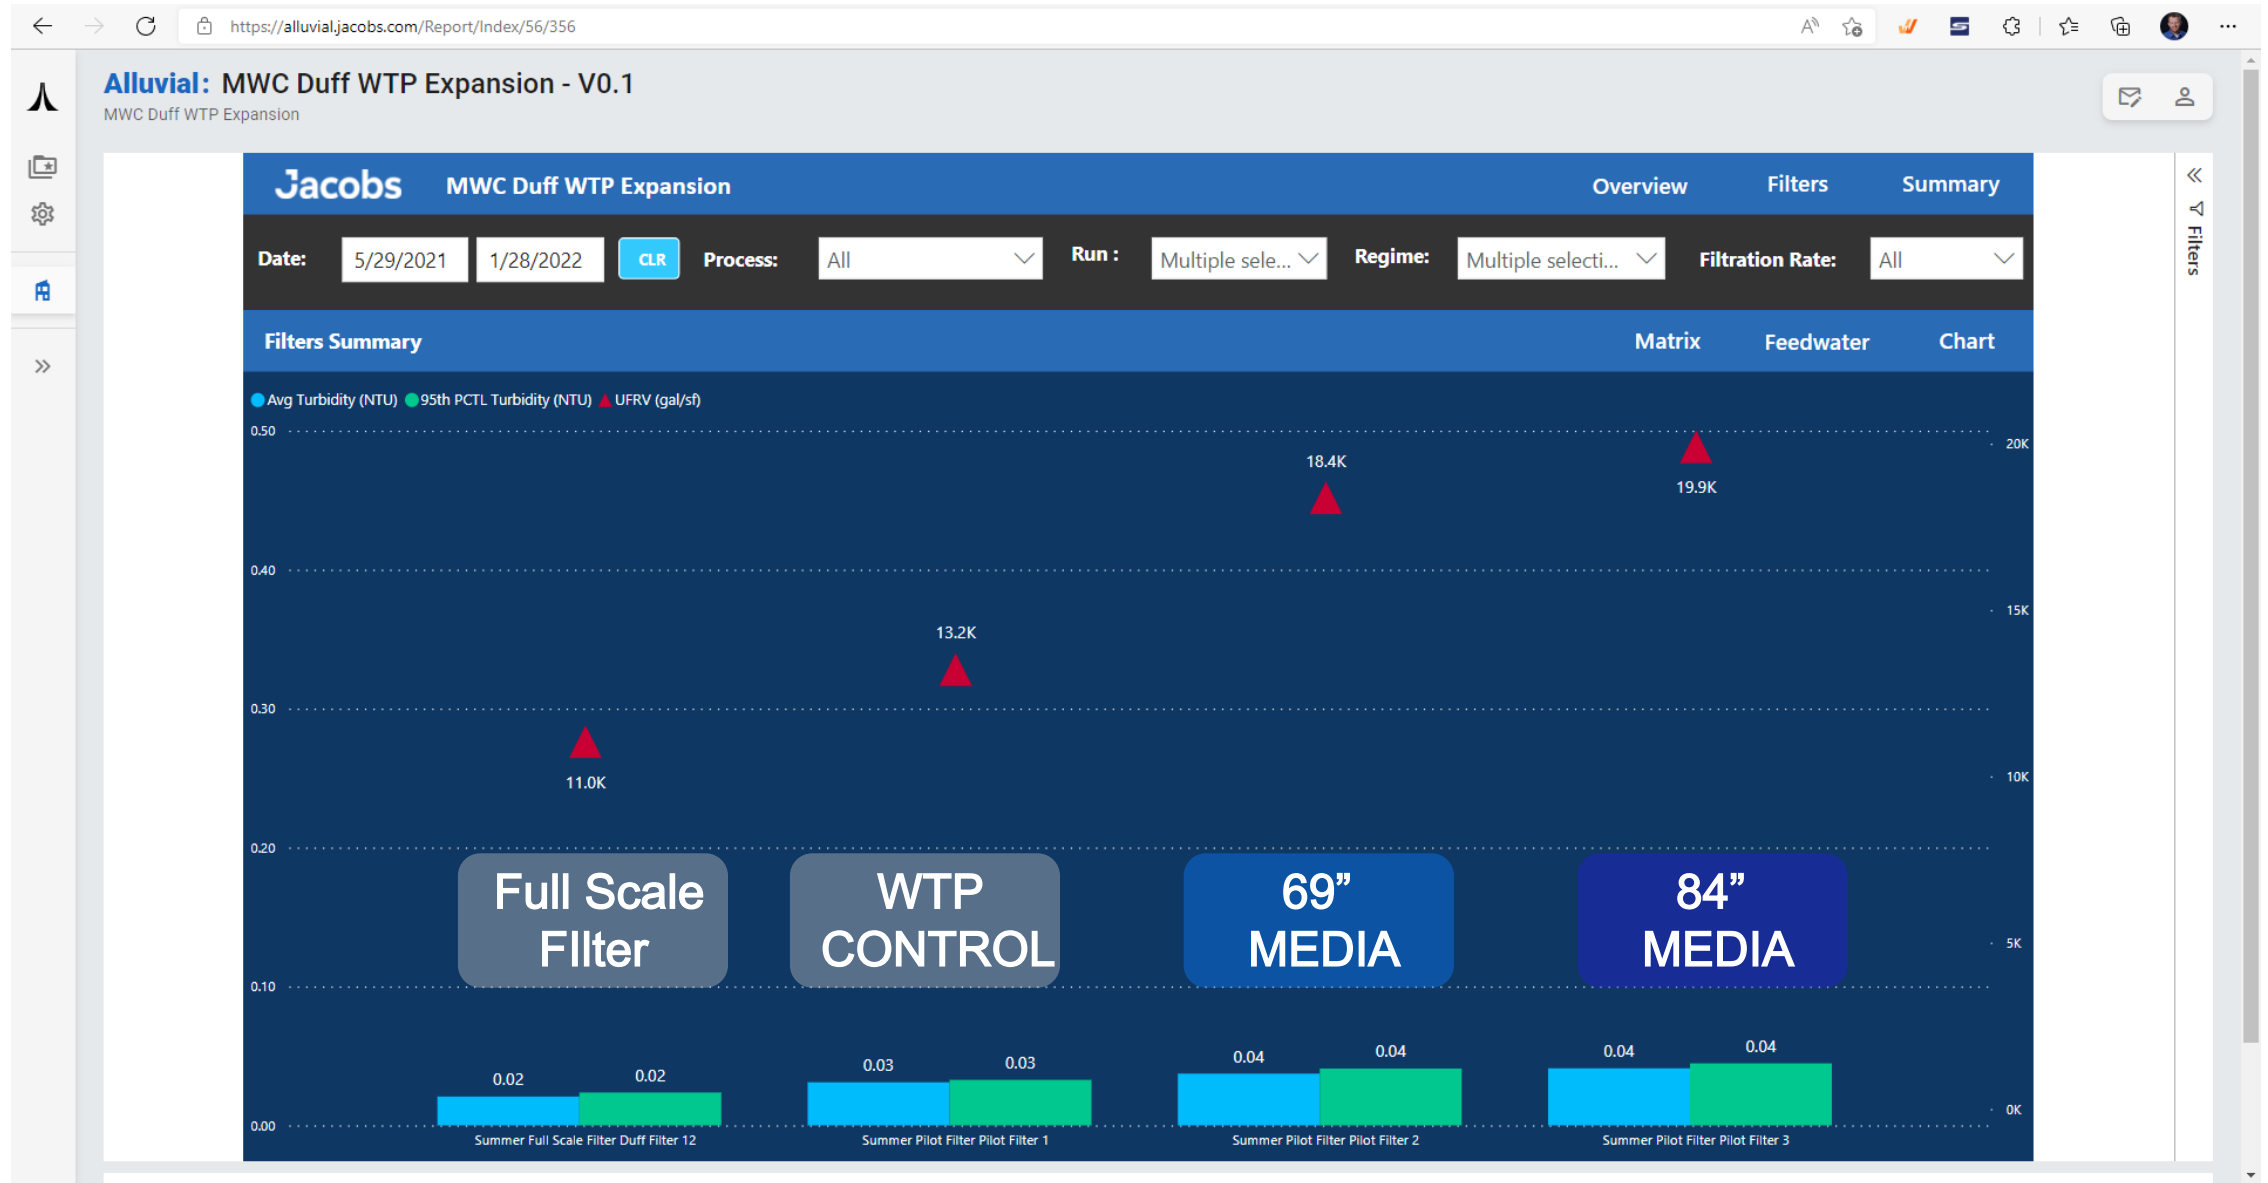 https://alluvial.jacobs.com/Report/Index/56/356
Alluvial: MWC Duff WTP Expansion - V0.1
MWC Duff WTP Expansion
Jacobs MWC Duff WTP Expansion Overview Filters Summary
Date: 5/29/2021 1/28/2022 CLR Process: All Run : Multiple sele... Regime: Multiple selecti... Filtration Rate: All
Filters
Filters Summary Matrix Feedwater Chart
Avg Turbidity (NTU) 95th PCTL Turbidity (NTU) UFRV (gal/sf)
0.50
20K
18.4K
19.9K
0.40
15K
13.2K
0.30
11.0K
10K
0.20
Full Scale
FIlter
WTP
CONTROL
69”
MEDIA
84”
MEDIA
5K
0.10
0.02 0.02 0.03 0.03 0.04 0.04 0.04 0.04
0K
0.00
Summer Full Scale Filter Duff Filter 12 Summer Pilot Filter Pilot Filter 1 Summer Pilot Filter Pilot Filter 2 Summer Pilot Filter Pilot Filter 3